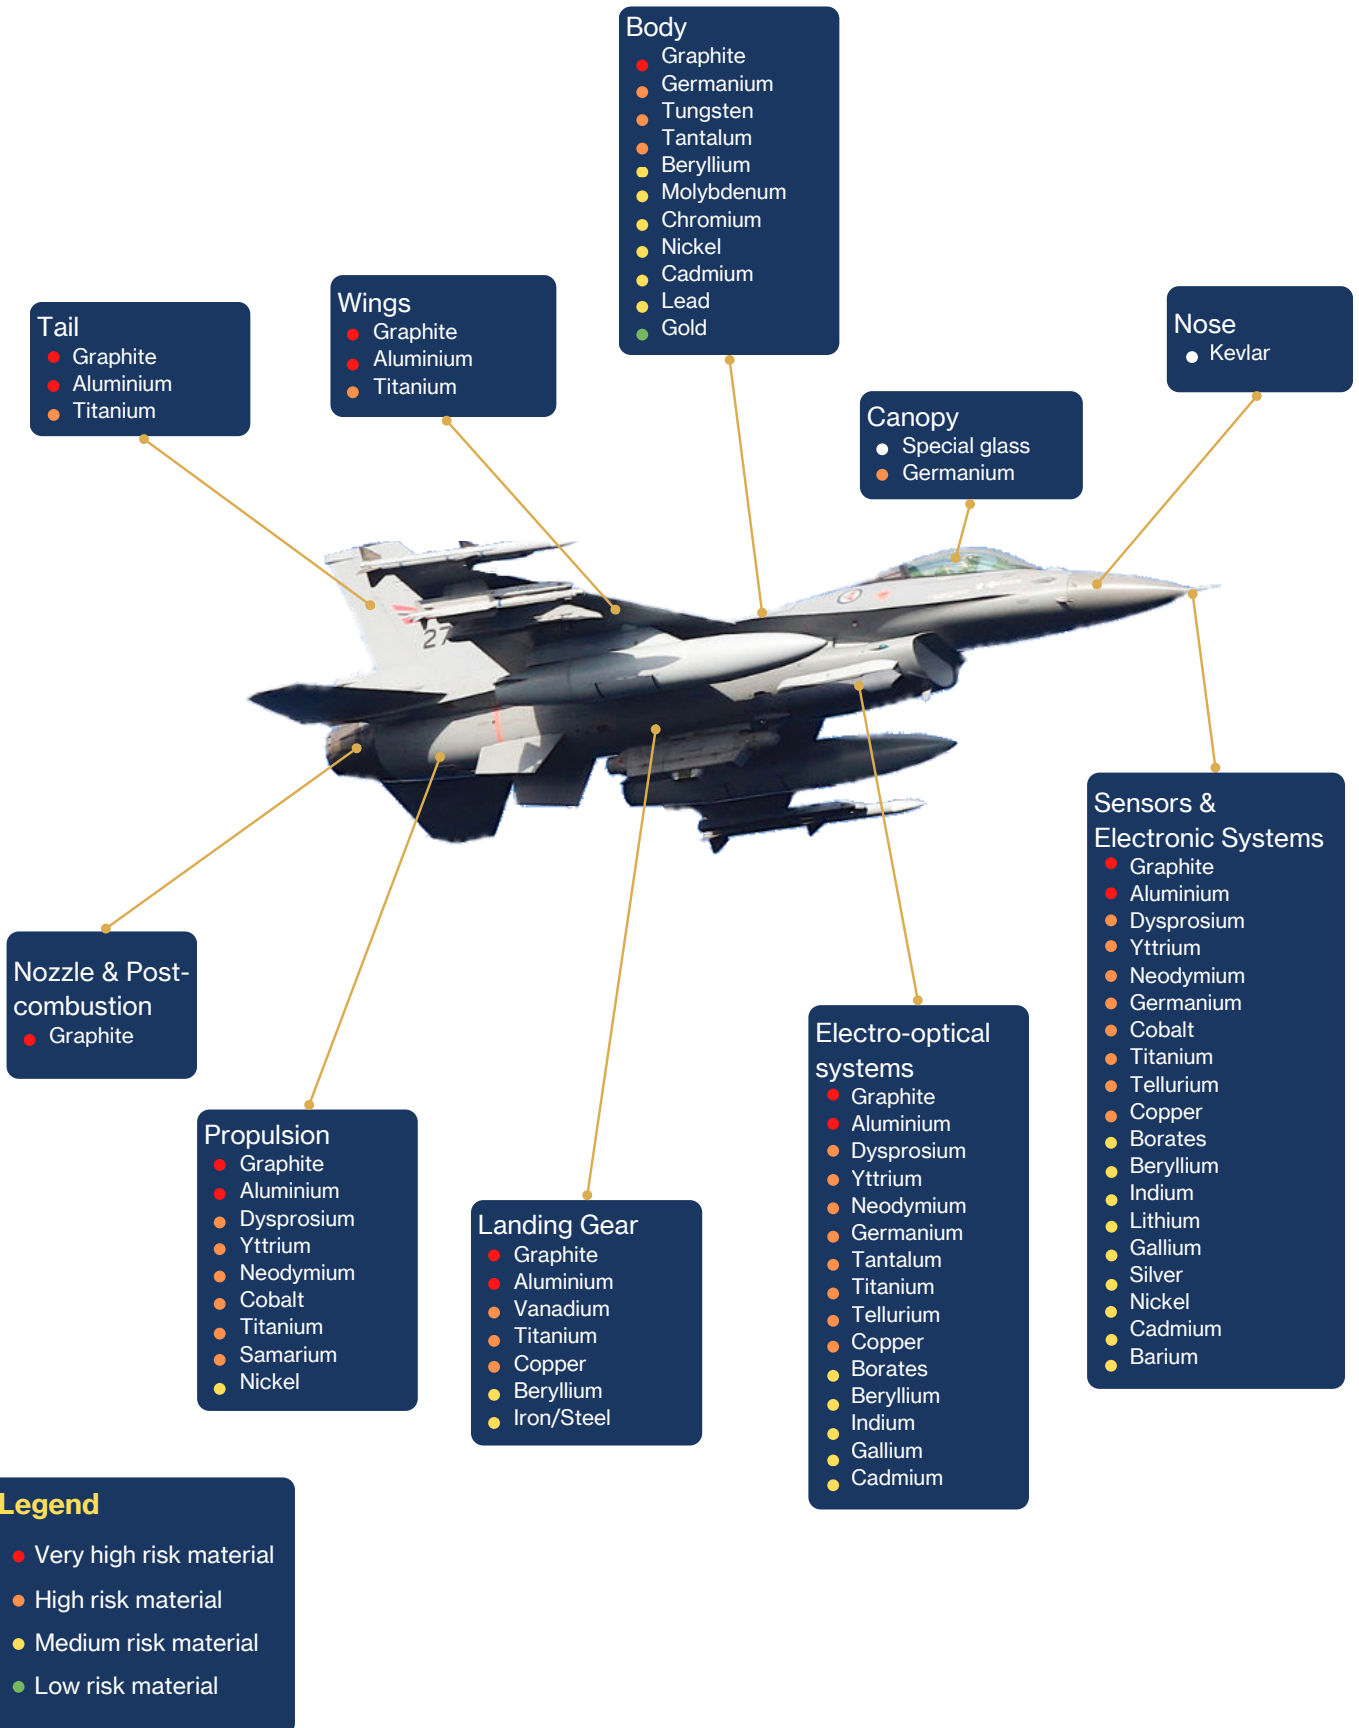 Body
Graphite
Germanium
Tungsten
Tantalum
Beryllium
Molybdenum
Chromium
Nickel
Cadmium
Lead
Gold
Tail
Graphite
Aluminium
Titanium
Wings
Graphite
Aluminium
Titanium
Canopy
Special glass
Germanium
Nose
Kevlar
27
Nozzle & Post-
combustion
Graphite
Propulsion
Graphite
Aluminium
Dysprosium
Yttrium
Neodymium
Cobalt
Titanium
Samarium
Nickel
Landing Gear
Graphite
Aluminium
Vanadium
Titanium
Copper
Beryllium
Iron/Steel
Electro-optical
systems
Graphite
Aluminium
Dysprosium
Yttrium
Neodymium
Germanium
Tantalum
Titanium
Tellurium
Copper
Borates
Beryllium
Indium
Gallium
Cadmium
Sensors &
Electronic Systems
Graphite
Aluminium
Dysprosium
Yttrium
Neodymium
Germanium
Cobalt
Titanium
Tellurium
Copper
Borates
Beryllium
Indium
Lithium
Gallium
Silver
Nickel
Cadmium
Barium
Legend
Very high risk material
High risk material
Medium risk material
Low risk material